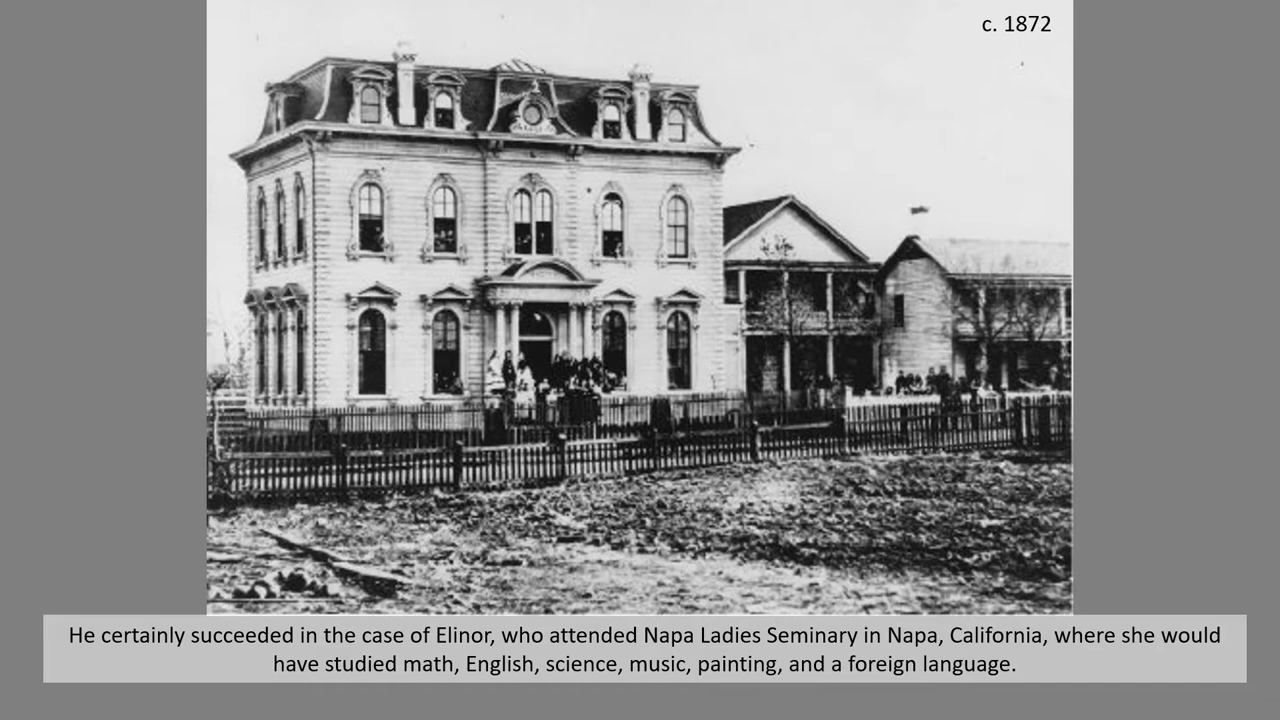 c. 1872
He certainly succeeded in the case of Elinor, who attended Napa Ladies Seminary in Napa, California, where she would
have studied math, English, science, music, painting, and a foreign language.